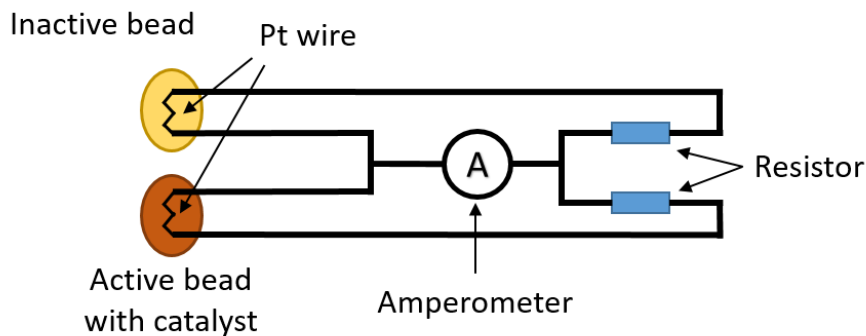 Inactive bead
Pt wire
A
Resistor
Active bead
with catalyst
Amperometer